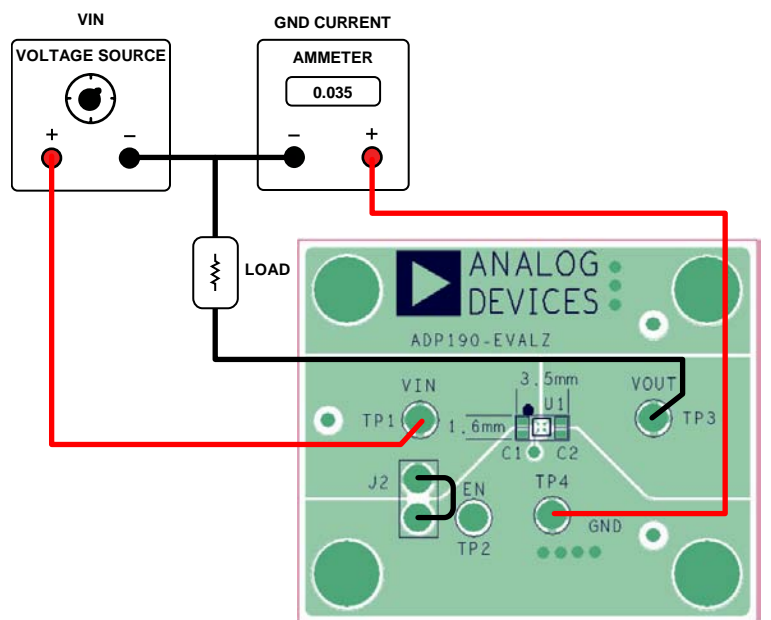 VIN
GND CURRENT
VOLTAGE SOURCE
AMMETER
0.035
+
–
–
+
LOAD
ANALOG
DEVICES
ADP190-EVALZ
3.5mm
VIN
VOUT
U1
TP1
1.6mm
TP3
C1 C2
J2
EN
TP4
GND
TP2